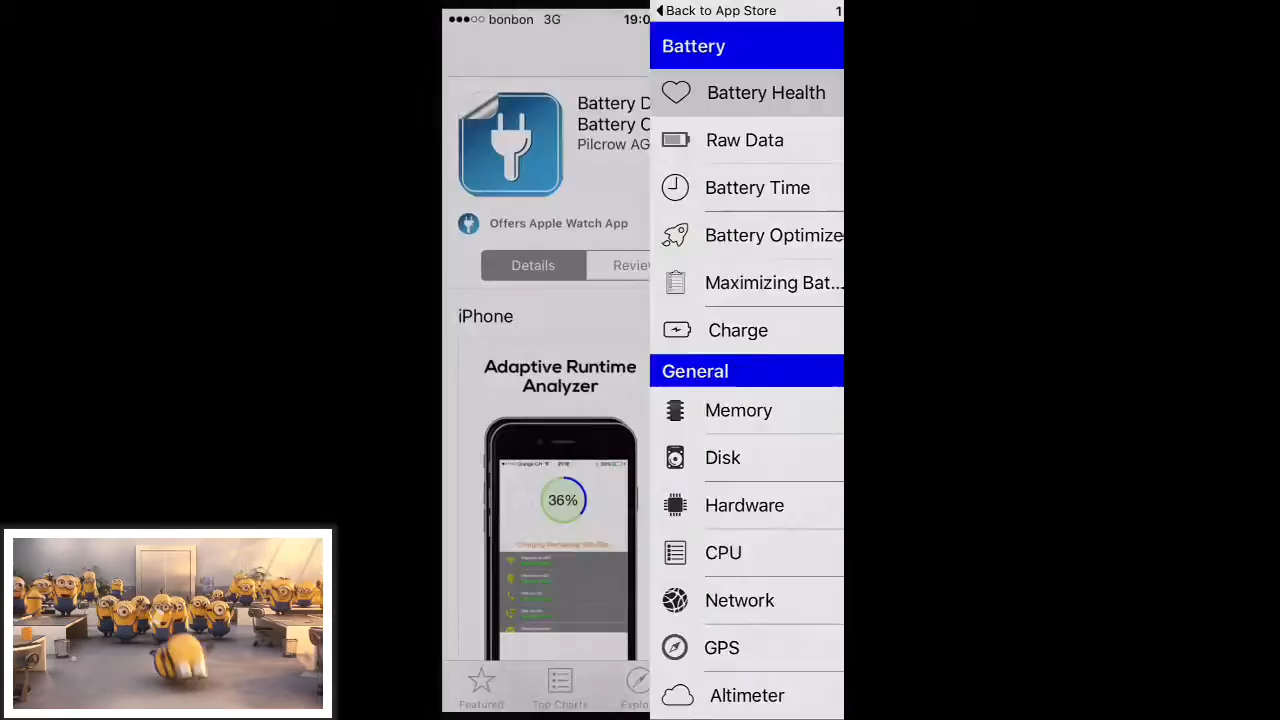 bonbon 3G 19:0
Battery D
Battery C
Pilcrow AG
Offers Apple Watch App
Details Revie
iPhone
Adaptive Runtime
Analyzer
36%
Featured Top Charts Explo
Back to App Store 1
Battery
Battery Health
Raw Data
Battery Time
Battery Optimize
Maximizing Bat...
Charge
General
Memory
Disk
Hardware
CPU
Network
GPS
Altimeter